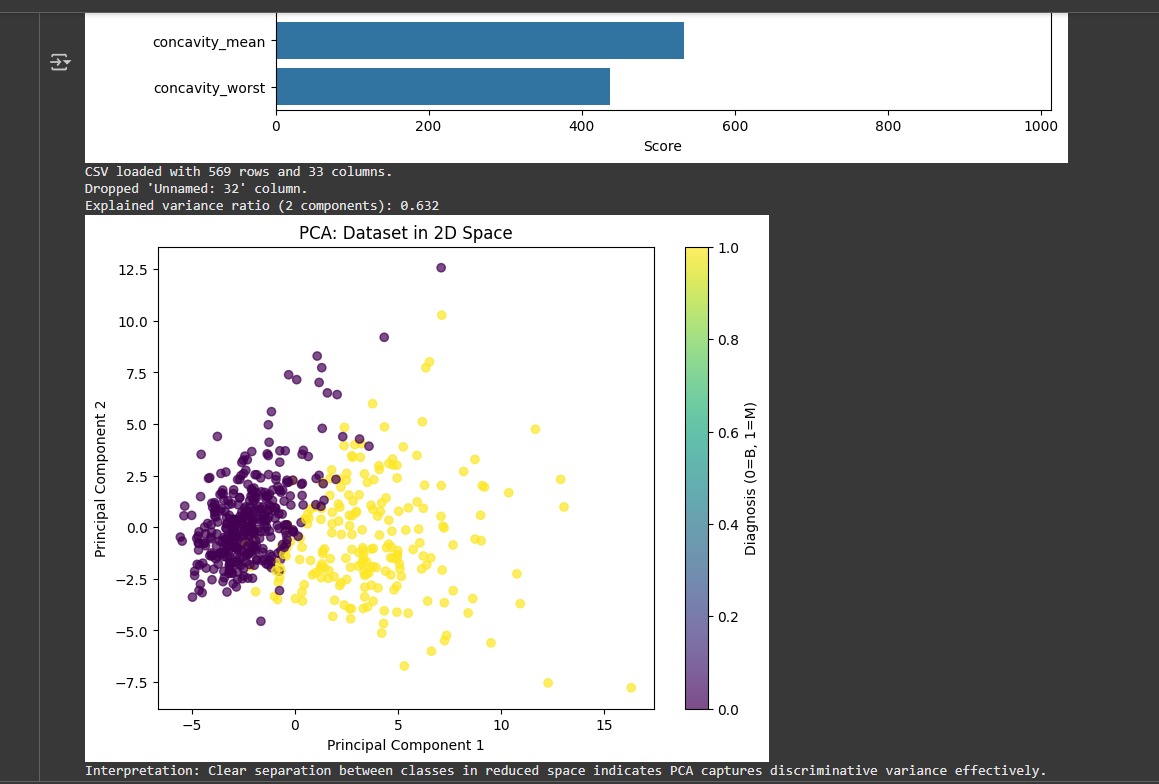 concavity_mean
concavity_worst
0 200 400 600 800 1000
Score
CSV loaded with 569 rows and 33 columns.
Dropped 'Unnamed: 32' column.
Explained variance ratio (2 components): 0.632
PCA: Dataset in 2D Space
12.5
10.0
7.5
5.0
2.5
0.0
−2.5
−5.0
−7.5
Principal Component 2
−5 0 5 10 15
Principal Component 1
1.0
0.8
0.6
0.4
0.2
0.0
Diagnosis (0=B, 1=M)
Interpretation: Clear separation between classes in reduced space indicates PCA captures discriminative variance effectively.